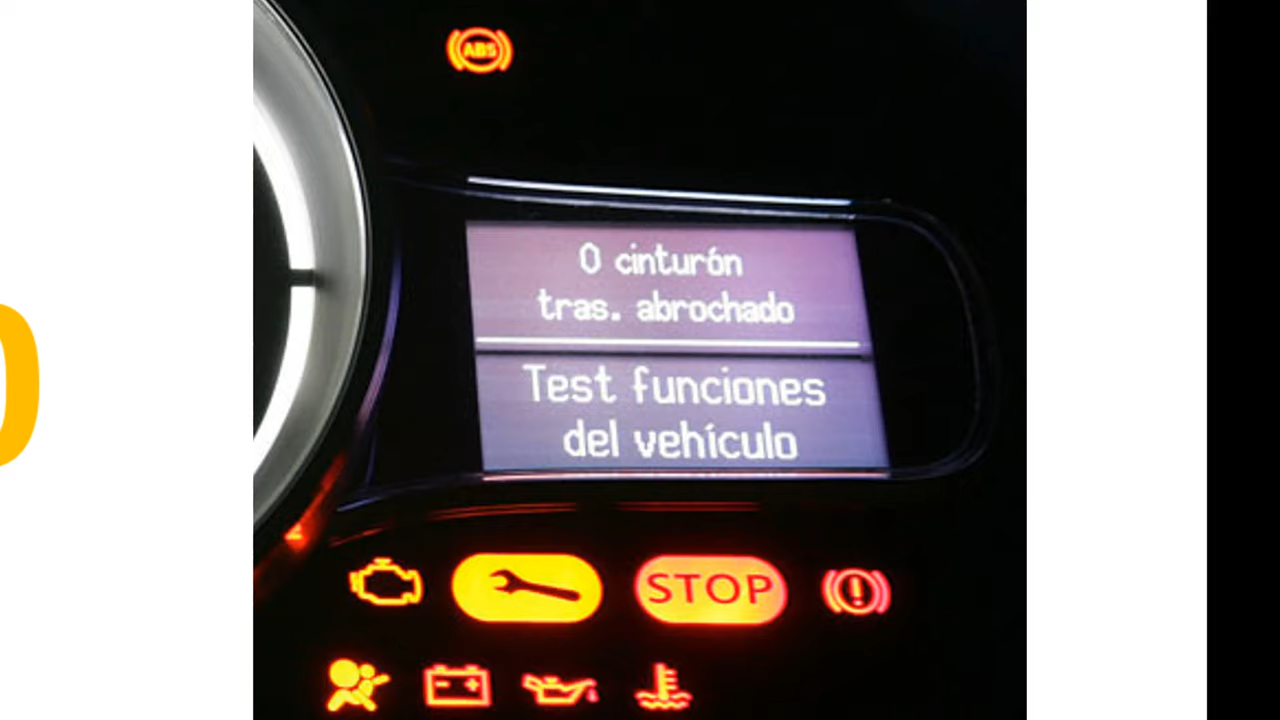 ABS
0 cinturón
tras. abrochado
Test funciones
del vehículo
STOP